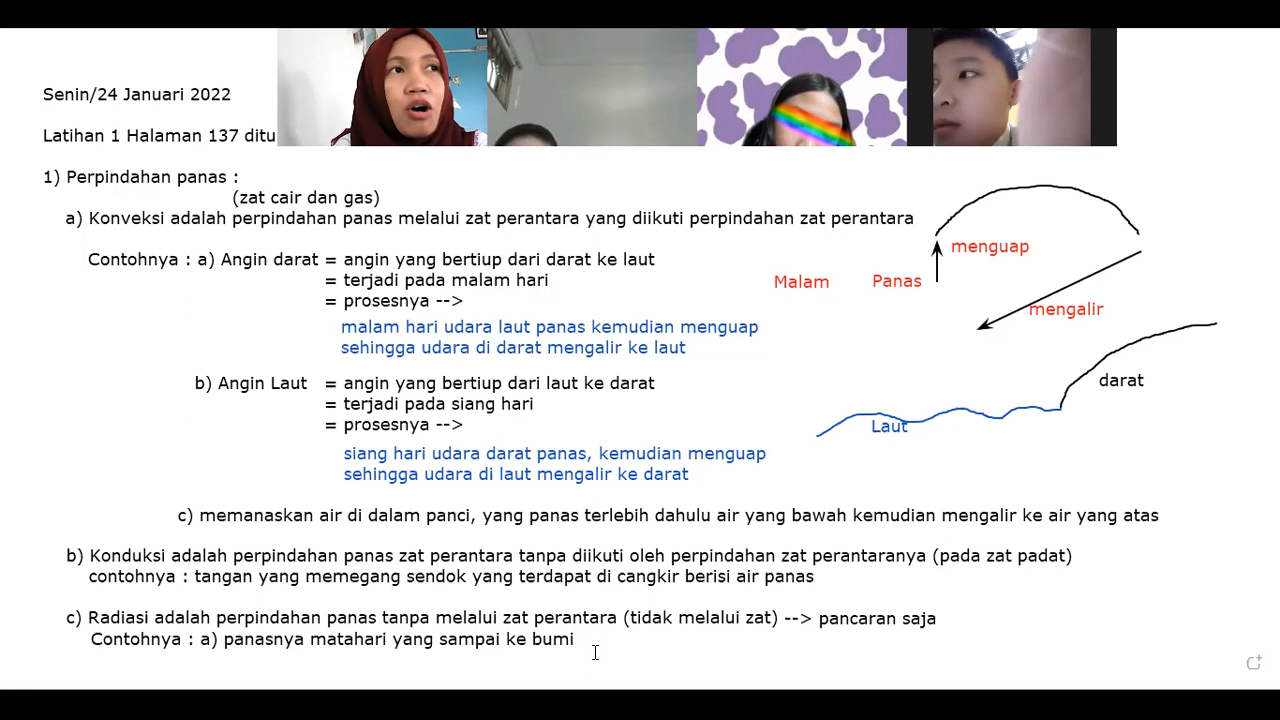 Senin/24 Januari 2022
Latihan 1 Halaman 137 ditu
1) Perpindahan panas :
(zat cair dan gas)
a) Konveksi adalah perpindahan panas melalui zat perantara yang diikuti perpindahan zat perantara
Contohnya : a) Angin darat = angin yang bertiup dari darat ke laut
= terjadi pada malam hari
= prosesnya -->
malam hari udara laut panas kemudian menguap
sehingga udara di darat mengalir ke laut
b) Angin Laut = angin yang bertiup dari laut ke darat
= terjadi pada siang hari
= prosesnya -->
siang hari udara darat panas, kemudian menguap
sehingga udara di laut mengalir ke darat
menguap
Malam Panas
mengalir
darat
Laut
c) memanaskan air di dalam panci, yang panas terlebih dahulu air yang bawah kemudian mengalir ke air yang atas
b) Konduksi adalah perpindahan panas zat perantara tanpa diikuti oleh perpindahan zat perantaranya (pada zat padat)
contohnya : tangan yang memegang sendok yang terdapat di cangkir berisi air panas
c) Radiasi adalah perpindahan panas tanpa melalui zat perantara (tidak melalui zat) --> pancaran saja
Contohnya : a) panasnya matahari yang sampai ke bumi